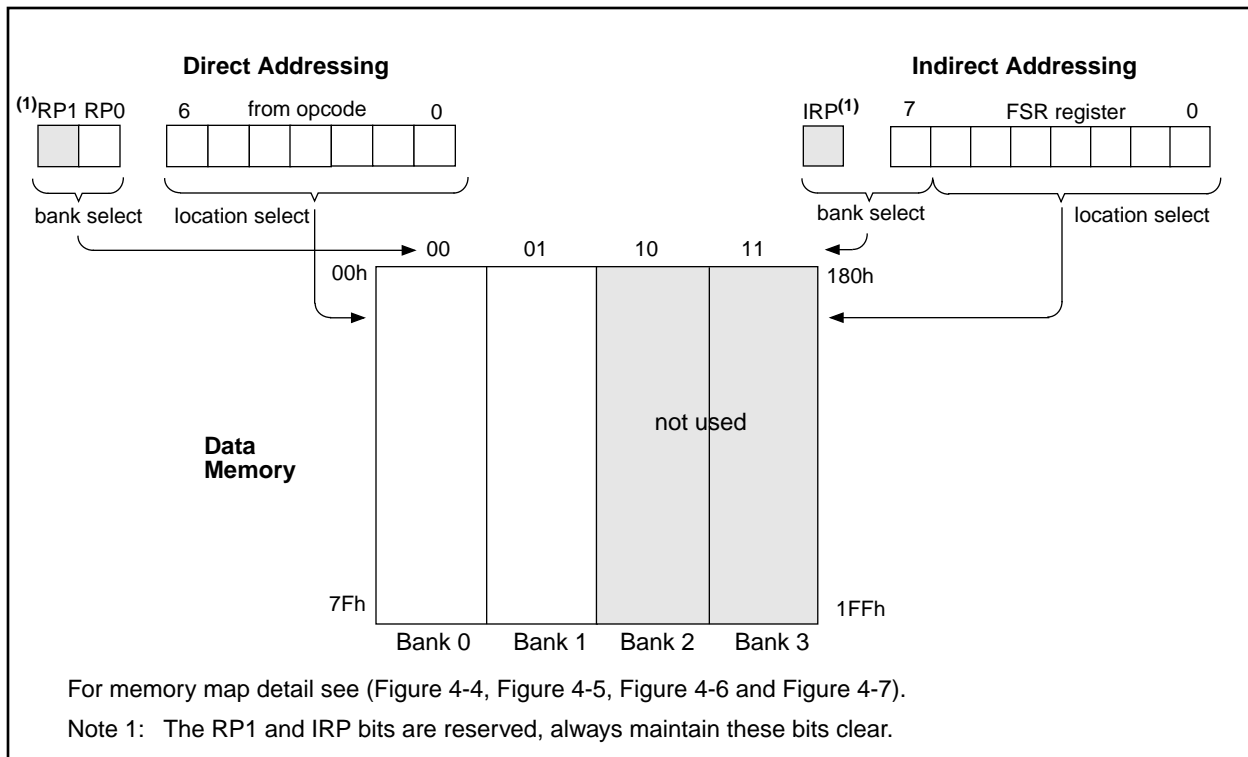 Direct Addressing
Indirect Addressing
(1)RP1 RP0
6 from opcode 0
IRP(1)
7 FSR register 0
bank select
location select
bank select
location select
00 01 10 11
00h
180h
not used
Data
Memory
7Fh
1FFh
Bank 0 Bank 1 Bank 2 Bank 3
For memory map detail see (Figure 4-4, Figure 4-5, Figure 4-6 and Figure 4-7).
Note 1: The RP1 and IRP bits are reserved, always maintain these bits clear.